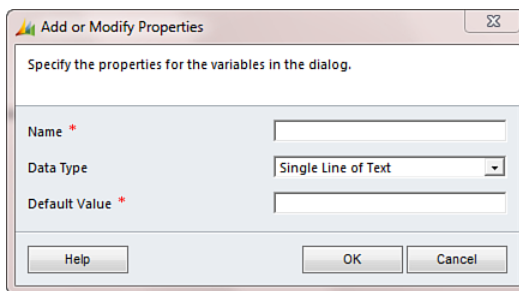 Add or Modify Properties
Specify the properties for the variables in the dialog.
Name *
Data Type Single Line of Text
Default Value *
Help OK Cancel